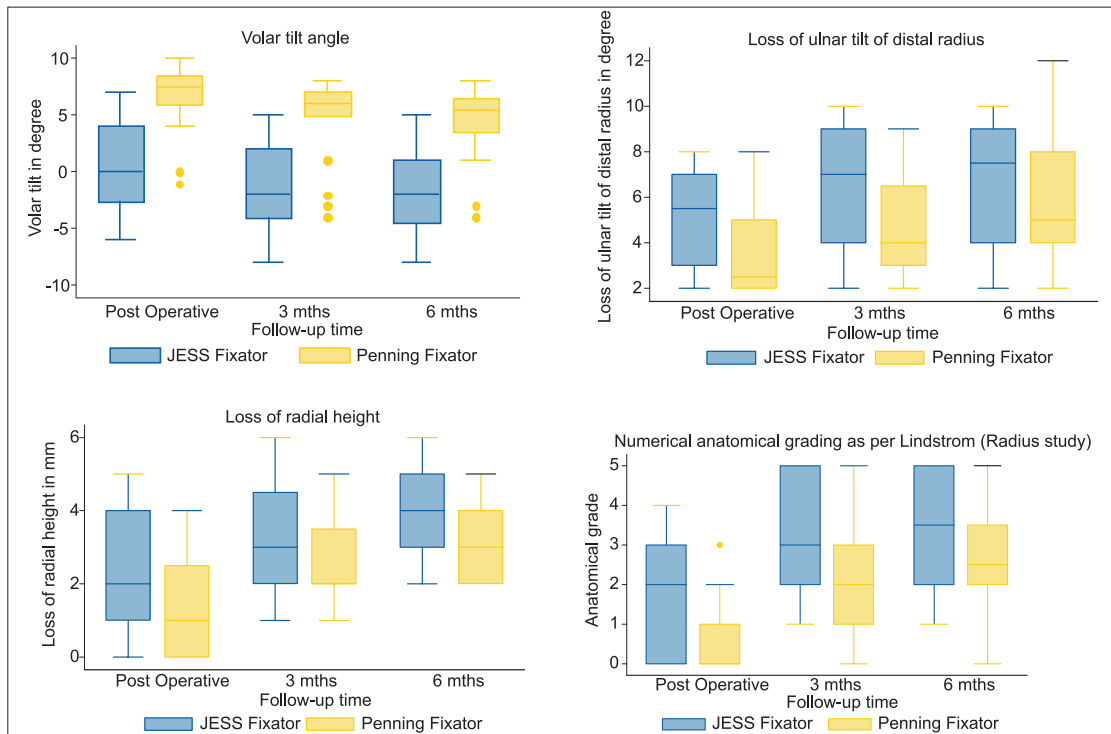 Volar tilt angle
Volar tilt in degree
10
5
0
-5
-10
Post Operative 3 mths 6 mths
Follow-up time
JESS Fixator Penning Fixator
Loss of ulnar tilt of distal radius
Loss of ulnar tilt of distal radius in degree
12
10
8
6
4
2
Post Operative 3 mths 6 mths
Follow-up time
JESS Fixator Penning Fixator
Loss of radial height
Loss of radial height in mm
6
4
2
0
Post Operative 3 mths 6 mths
Follow-up time
JESS Fixator Penning Fixator
Numerical anatomical grading as per Lindstrom (Radius study)
Anatomical grade
5
4
3
2
1
0
Post Operative 3 mths 6 mths
Follow-up time
JESS Fixator Penning Fixator